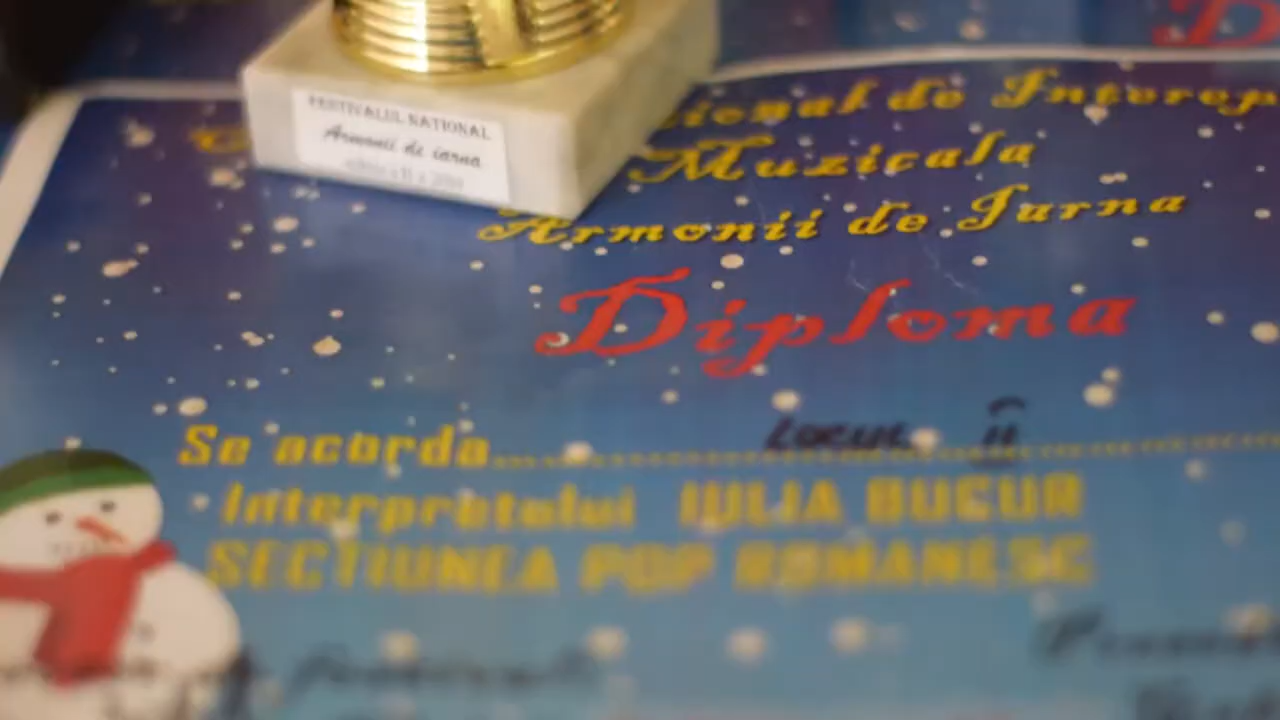 FESTIVALUL NATIONAL
Armonii de iarna
ional de Interep
Muzicala
Armonii de Iarna
D
Diploma
Se acorda LOCUL II
Interpretului IULIA BUCUR
SECTIUNEA POP ROMANESC